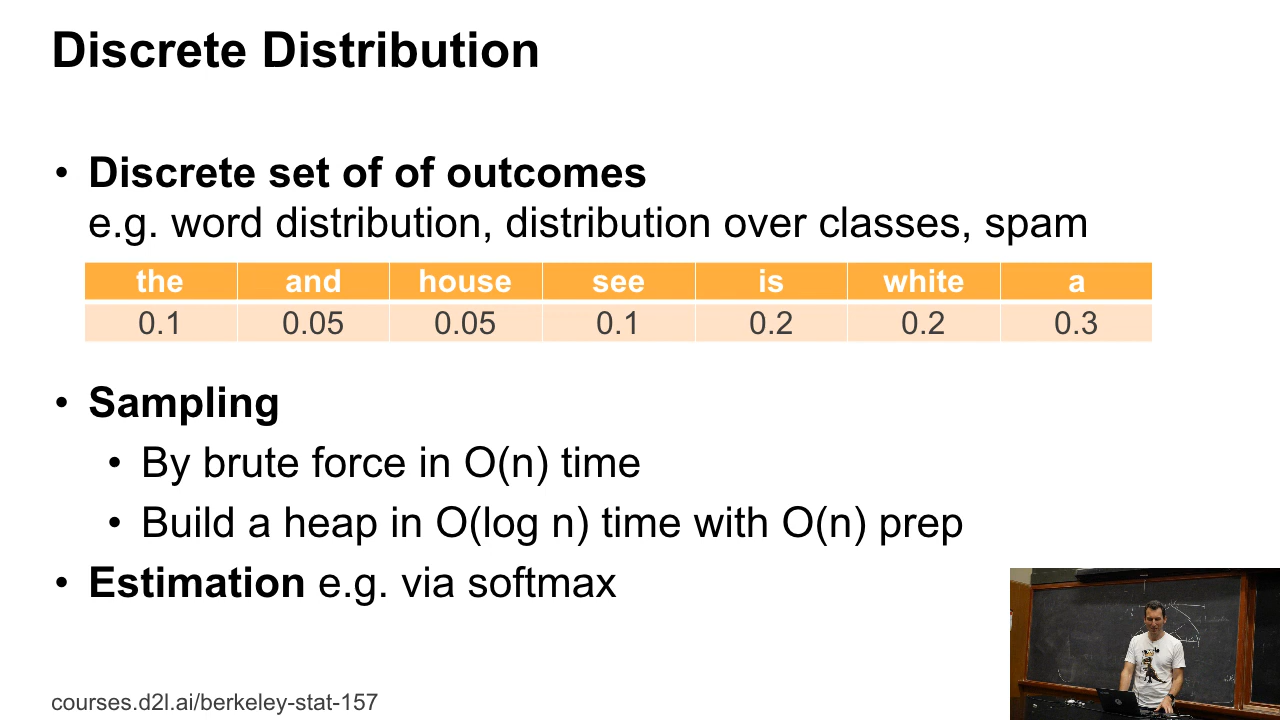 Discrete Distribution
• Discrete set of of outcomes
e.g. word distribution, distribution over classes, spam
the and house see is white a
0.1 0.05 0.05 0.1 0.2 0.2 0.3
• Sampling
• By brute force in O(n) time
• Build a heap in O(log n) time with O(n) prep
• Estimation e.g. via softmax
courses.d2l.ai/berkeley-stat-157